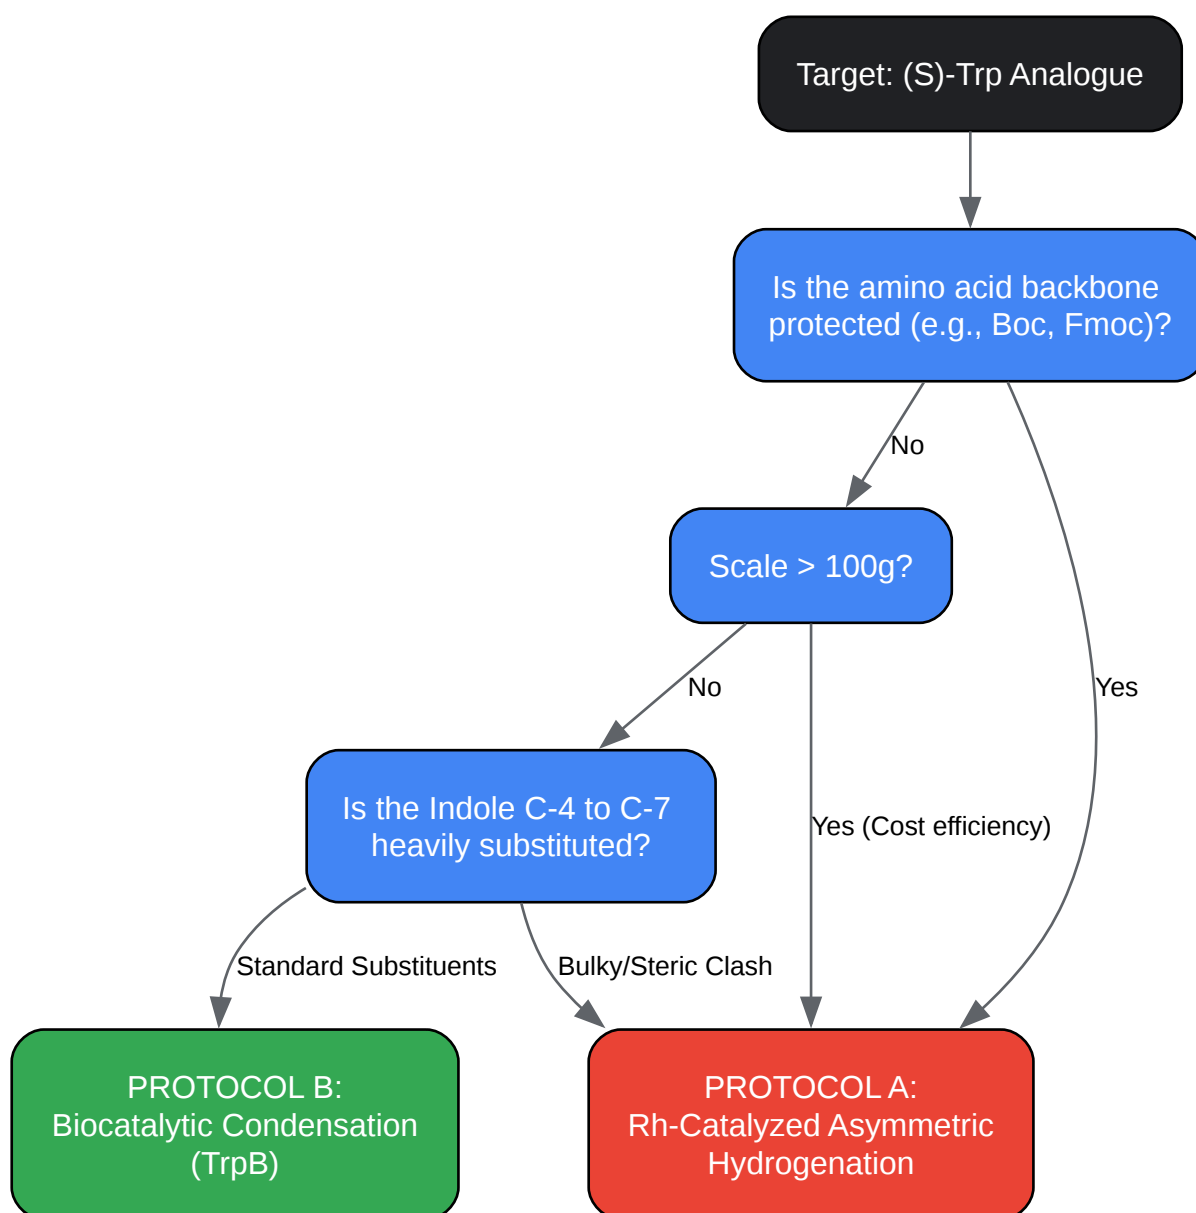 Target: (S)-Trp Analogue
Is the amino acid backbone
protected (e.g., Boc, Fmoc)?
No
Scale > 100g?
No
Yes
Is the Indole C-4 to C-7
heavily substituted?
Yes (Cost efficiency)
Standard Substituents
Bulky/Steric Clash
PROTOCOL B:
Biocatalytic Condensation
(TrpB)
PROTOCOL A:
Rh-Catalyzed Asymmetric
Hydrogenation